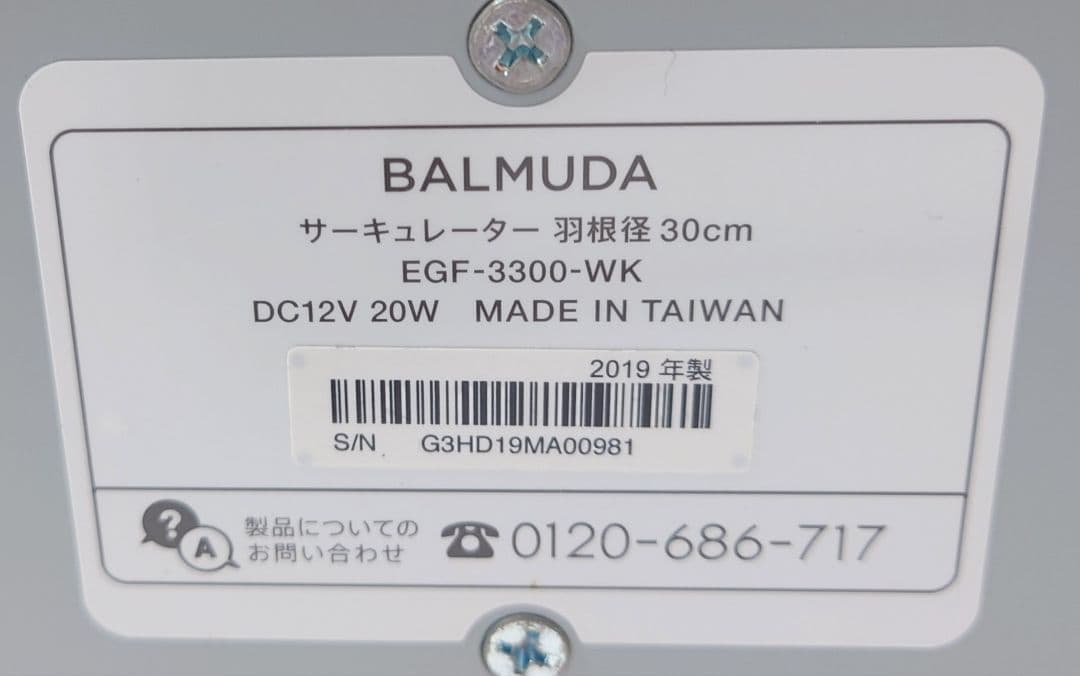 BALMUDA
サーキュレーター 羽根径 30cm
EGF-3300-WK
DC12V 20W MADE IN TAIWAN
2019 年製
S/N G3HD19MA00981
? A 製品についての
お問い合わせ
0120-686-717